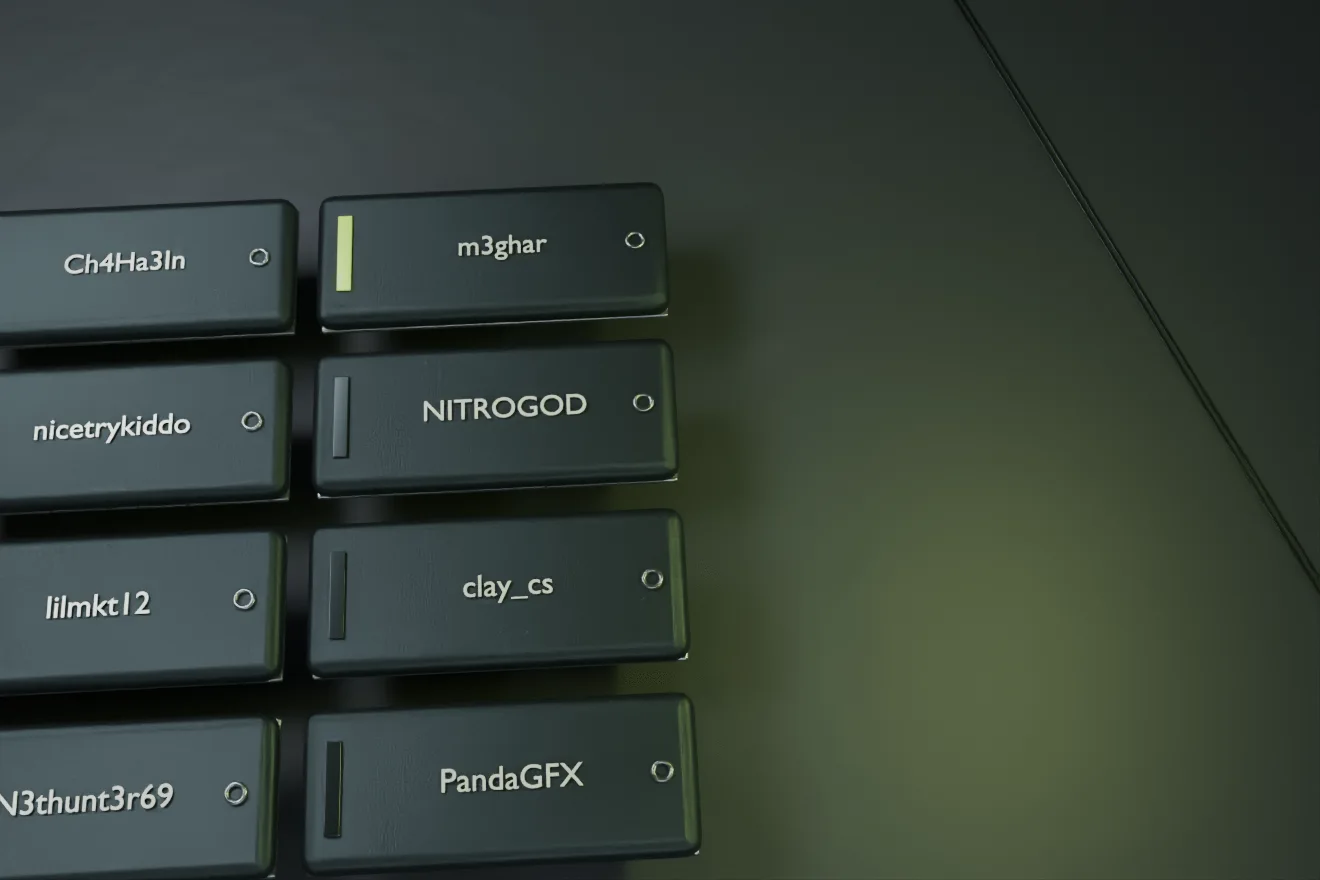 Ch4Ha3ln
m3ghar
nicetrykiddo
NITROGOD
lilmkt12
clay_cs
N3thunt3r69
PandaGFX